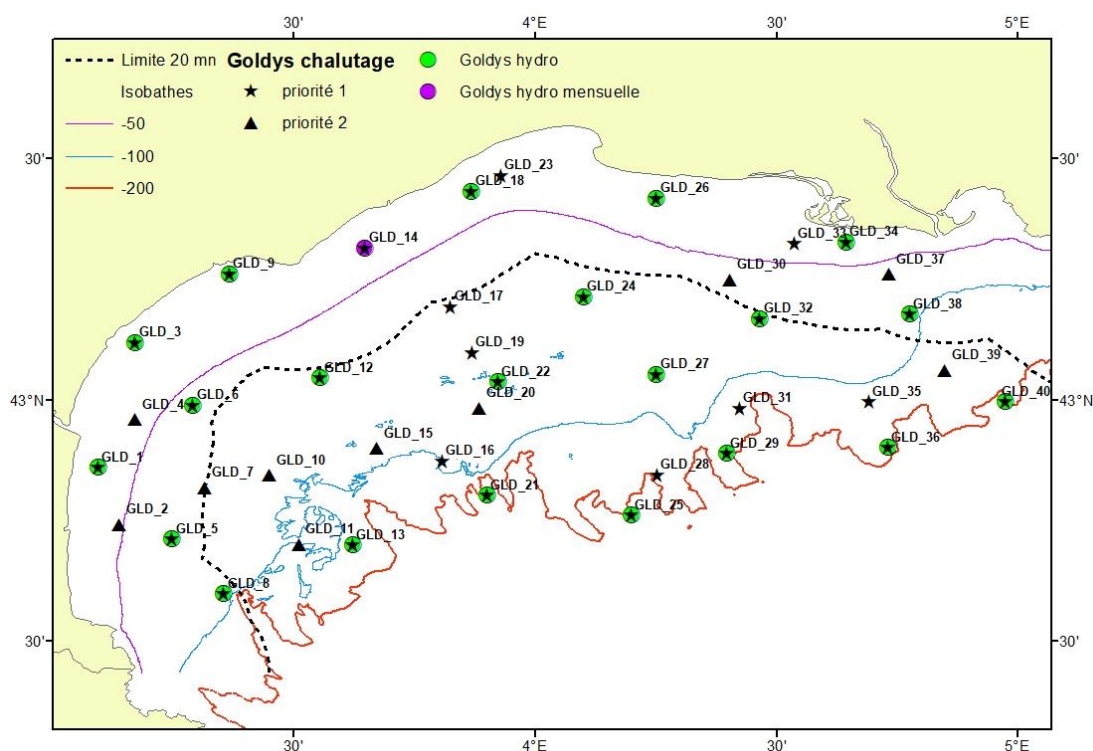 30' 4°E 30' 5°E
Limite 20 mn Goldys chalutage Goldys hydro
Isobathes priorité 1 Goldys hydro mensuelle
-50 priorité 2
-100
-200
30' 30'
GLD_23
GLD_18
GLD_26
GLD_14
GLD_33 GLD_34
GLD_9
GLD_30 GLD_37
GLD_24
GLD_17
GLD_32 GLD_38
GLD_3
GLD_19 GLD_39
GLD_12 GLD_22 GLD_27
GLD_20
43°N GLD_4 GLD_6 GLD_31 GLD_35 GLD_40 43°N
GLD_15
GLD_1 GLD_7 GLD_10 GLD_16 GLD_29 GLD_36
GLD_28
GLD_21
GLD_2
GLD_5 GLD_11 GLD_13 GLD_25
GLD_8
30' 30'
30' 4°E 30' 5°E